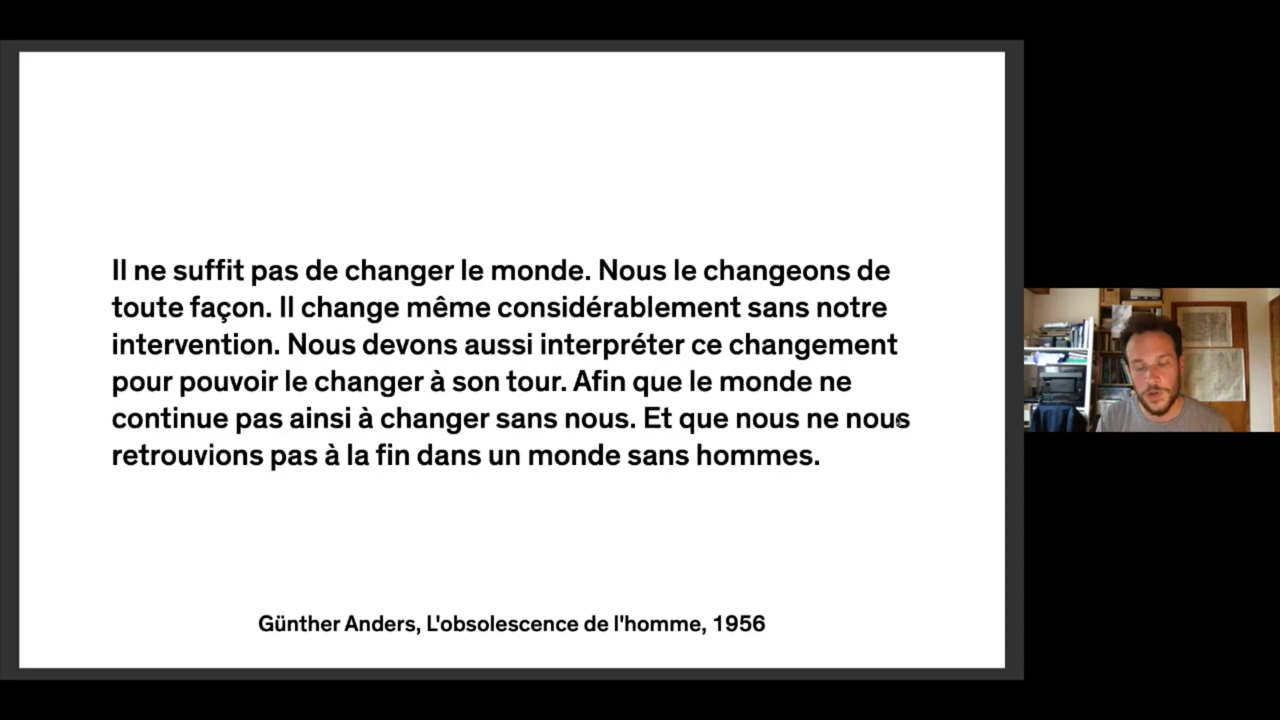 Il ne suffit pas de changer le monde. Nous le changeons de
toute façon. Il change même considérablement sans notre
intervention. Nous devons aussi interpréter ce changement
pour pouvoir le changer à son tour. Afin que le monde ne
continue pas ainsi à changer sans nous. Et que nous ne nous
retrouvions pas à la fin dans un monde sans hommes.
Günther Anders, L'obsolescence de l'homme, 1956